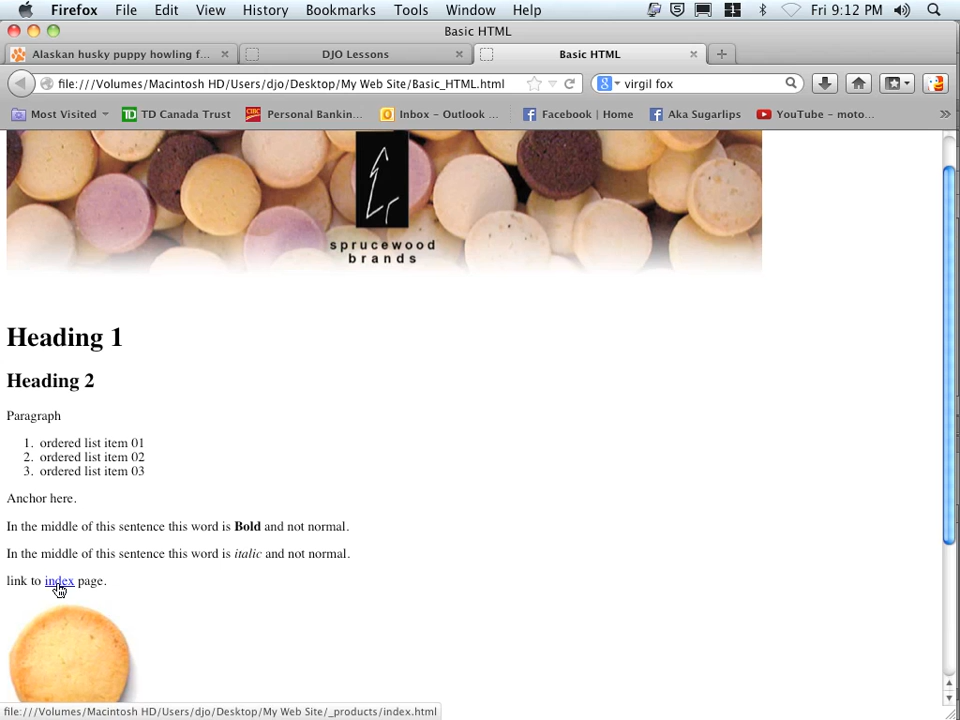 Firefox File Edit View History Bookmarks Tools Window Help Fri 9:12 PM
Basic HTML
Alaskan husky puppy howling f... DJO Lessons Basic HTML
file:///Volumes/Macintosh HD/Users/djo/Desktop/My Web Site/Basic_HTML.html virgil fox
Most Visited TD Canada Trust Personal Bankin... Inbox – Outlook ... Facebook | Home Aka Sugarlips YouTube – moto...
sprucewood
brands
Heading 1
Heading 2
Paragraph
1. ordered list item 01
2. ordered list item 02
3. ordered list item 03
Anchor here.
In the middle of this sentence this word is Bold and not normal.
In the middle of this sentence this word is italic and not normal.
link to index page.
file:///Volumes/Macintosh HD/Users/djo/Desktop/My Web Site/_products/index.html